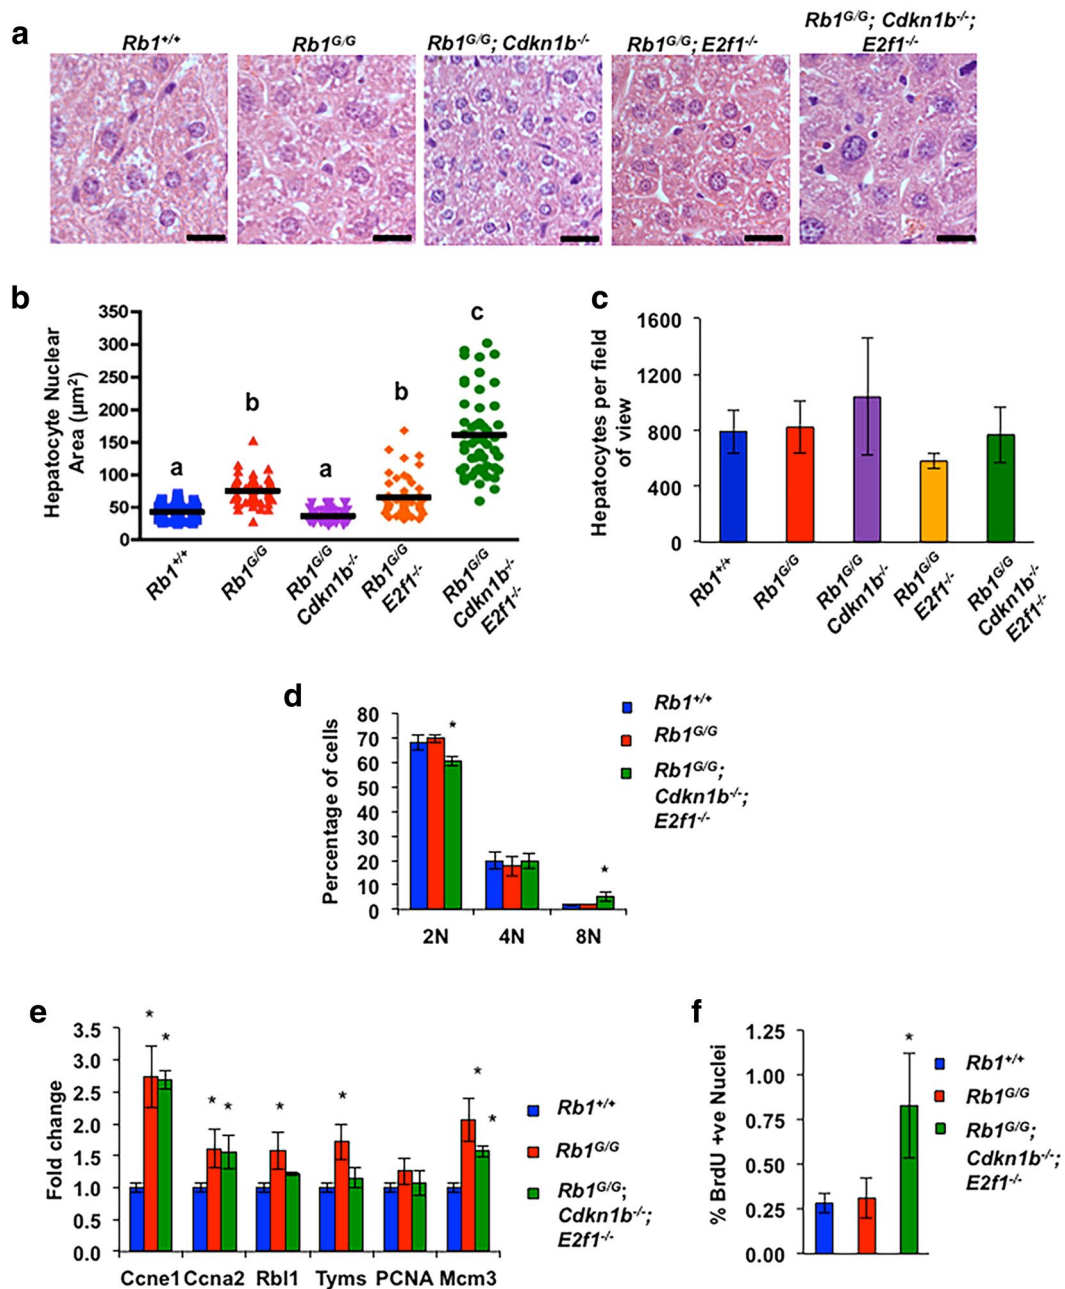 a
Rb1+/+
Rb1G/G
Rb1G/G; Cdkn1b-/-
Rb1G/G; E2f1-/-
Rb1G/G; Cdkn1b-/-;
E2f1-/-
b
Hepatocyte Nuclear
Area (µm2)
350
300
250
200
150
100
50
0
a
b
a
b
c
Rb1+/+
Rb1G/G
Rb1G/G
Cdkn1b-/-
Rb1G/G
E2f1-/-
Rb1G/G
Cdkn1b-/-
E2f1-/-
c
Hepatocytes per field
of view
1600
1200
800
400
0
Rb1+/+
Rb1G/G
Rb1G/G
Cdkn1b-/-
Rb1G/G
E2f1-/-
Rb1G/G
Cdkn1b-/-
E2f1-/-
d
Percentage of cells
80
70
60
50
40
30
20
10
0
*
*
2N
4N
8N
Rb1+/+
Rb1G/G
Rb1G/G;
Cdkn1b-/-;
E2f1-/-
e
Fold change
3.5
3.0
2.5
2.0
1.5
1.0
0.5
0.0
*
*
*
*
*
*
*
*
Ccne1 Ccna2 Rbl1 Tyms PCNA Mcm3
Rb1+/+
Rb1G/G
Rb1G/G;
Cdkn1b-/-;
E2f1-/-
f
% BrdU +ve Nuclei
1.25
1.00
0.75
0.50
0.25
0.00
*
Rb1+/+
Rb1G/G
Rb1G/G;
Cdkn1b-/-;
E2f1-/-